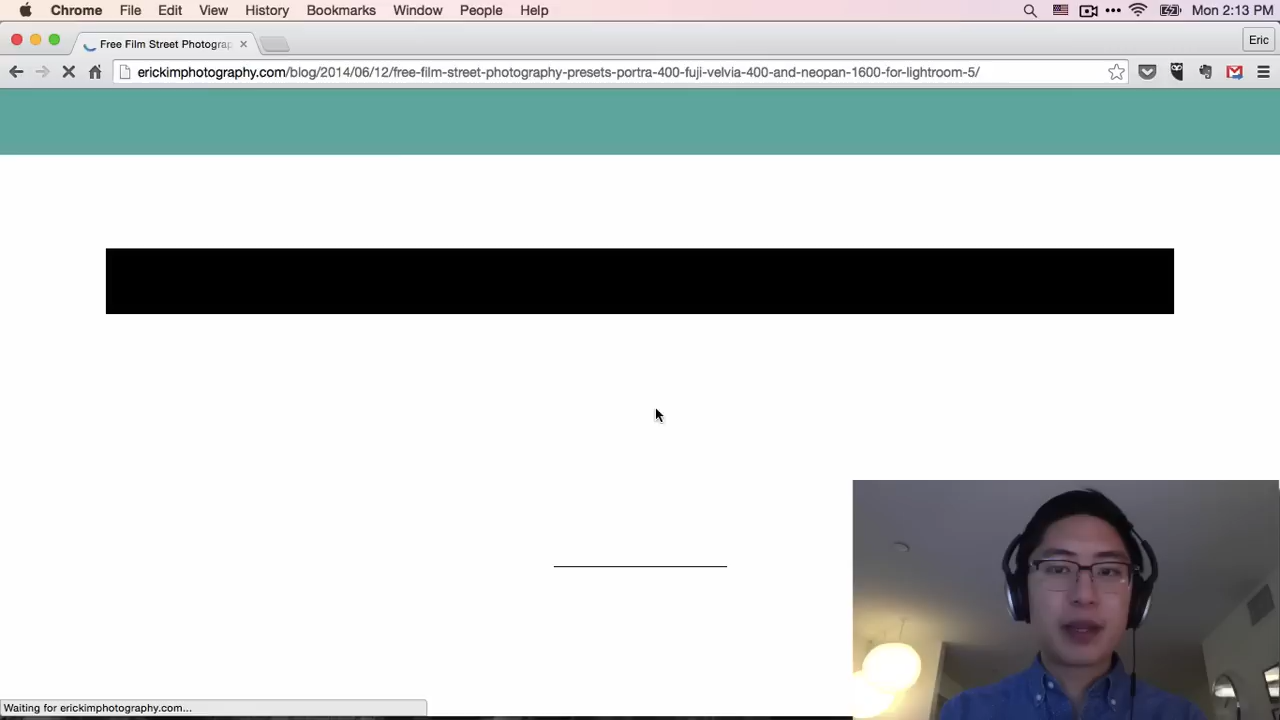 Chrome File Edit View History Bookmarks Window People Help Mon 2:13 PM
Free Film Street Photograp Eric
erickimphotography.com/blog/2014/06/12/free-film-street-photography-presets-portra-400-fuji-velvia-400-and-neopan-1600-for-lightroom-5/
Waiting for erickimphotography.com...